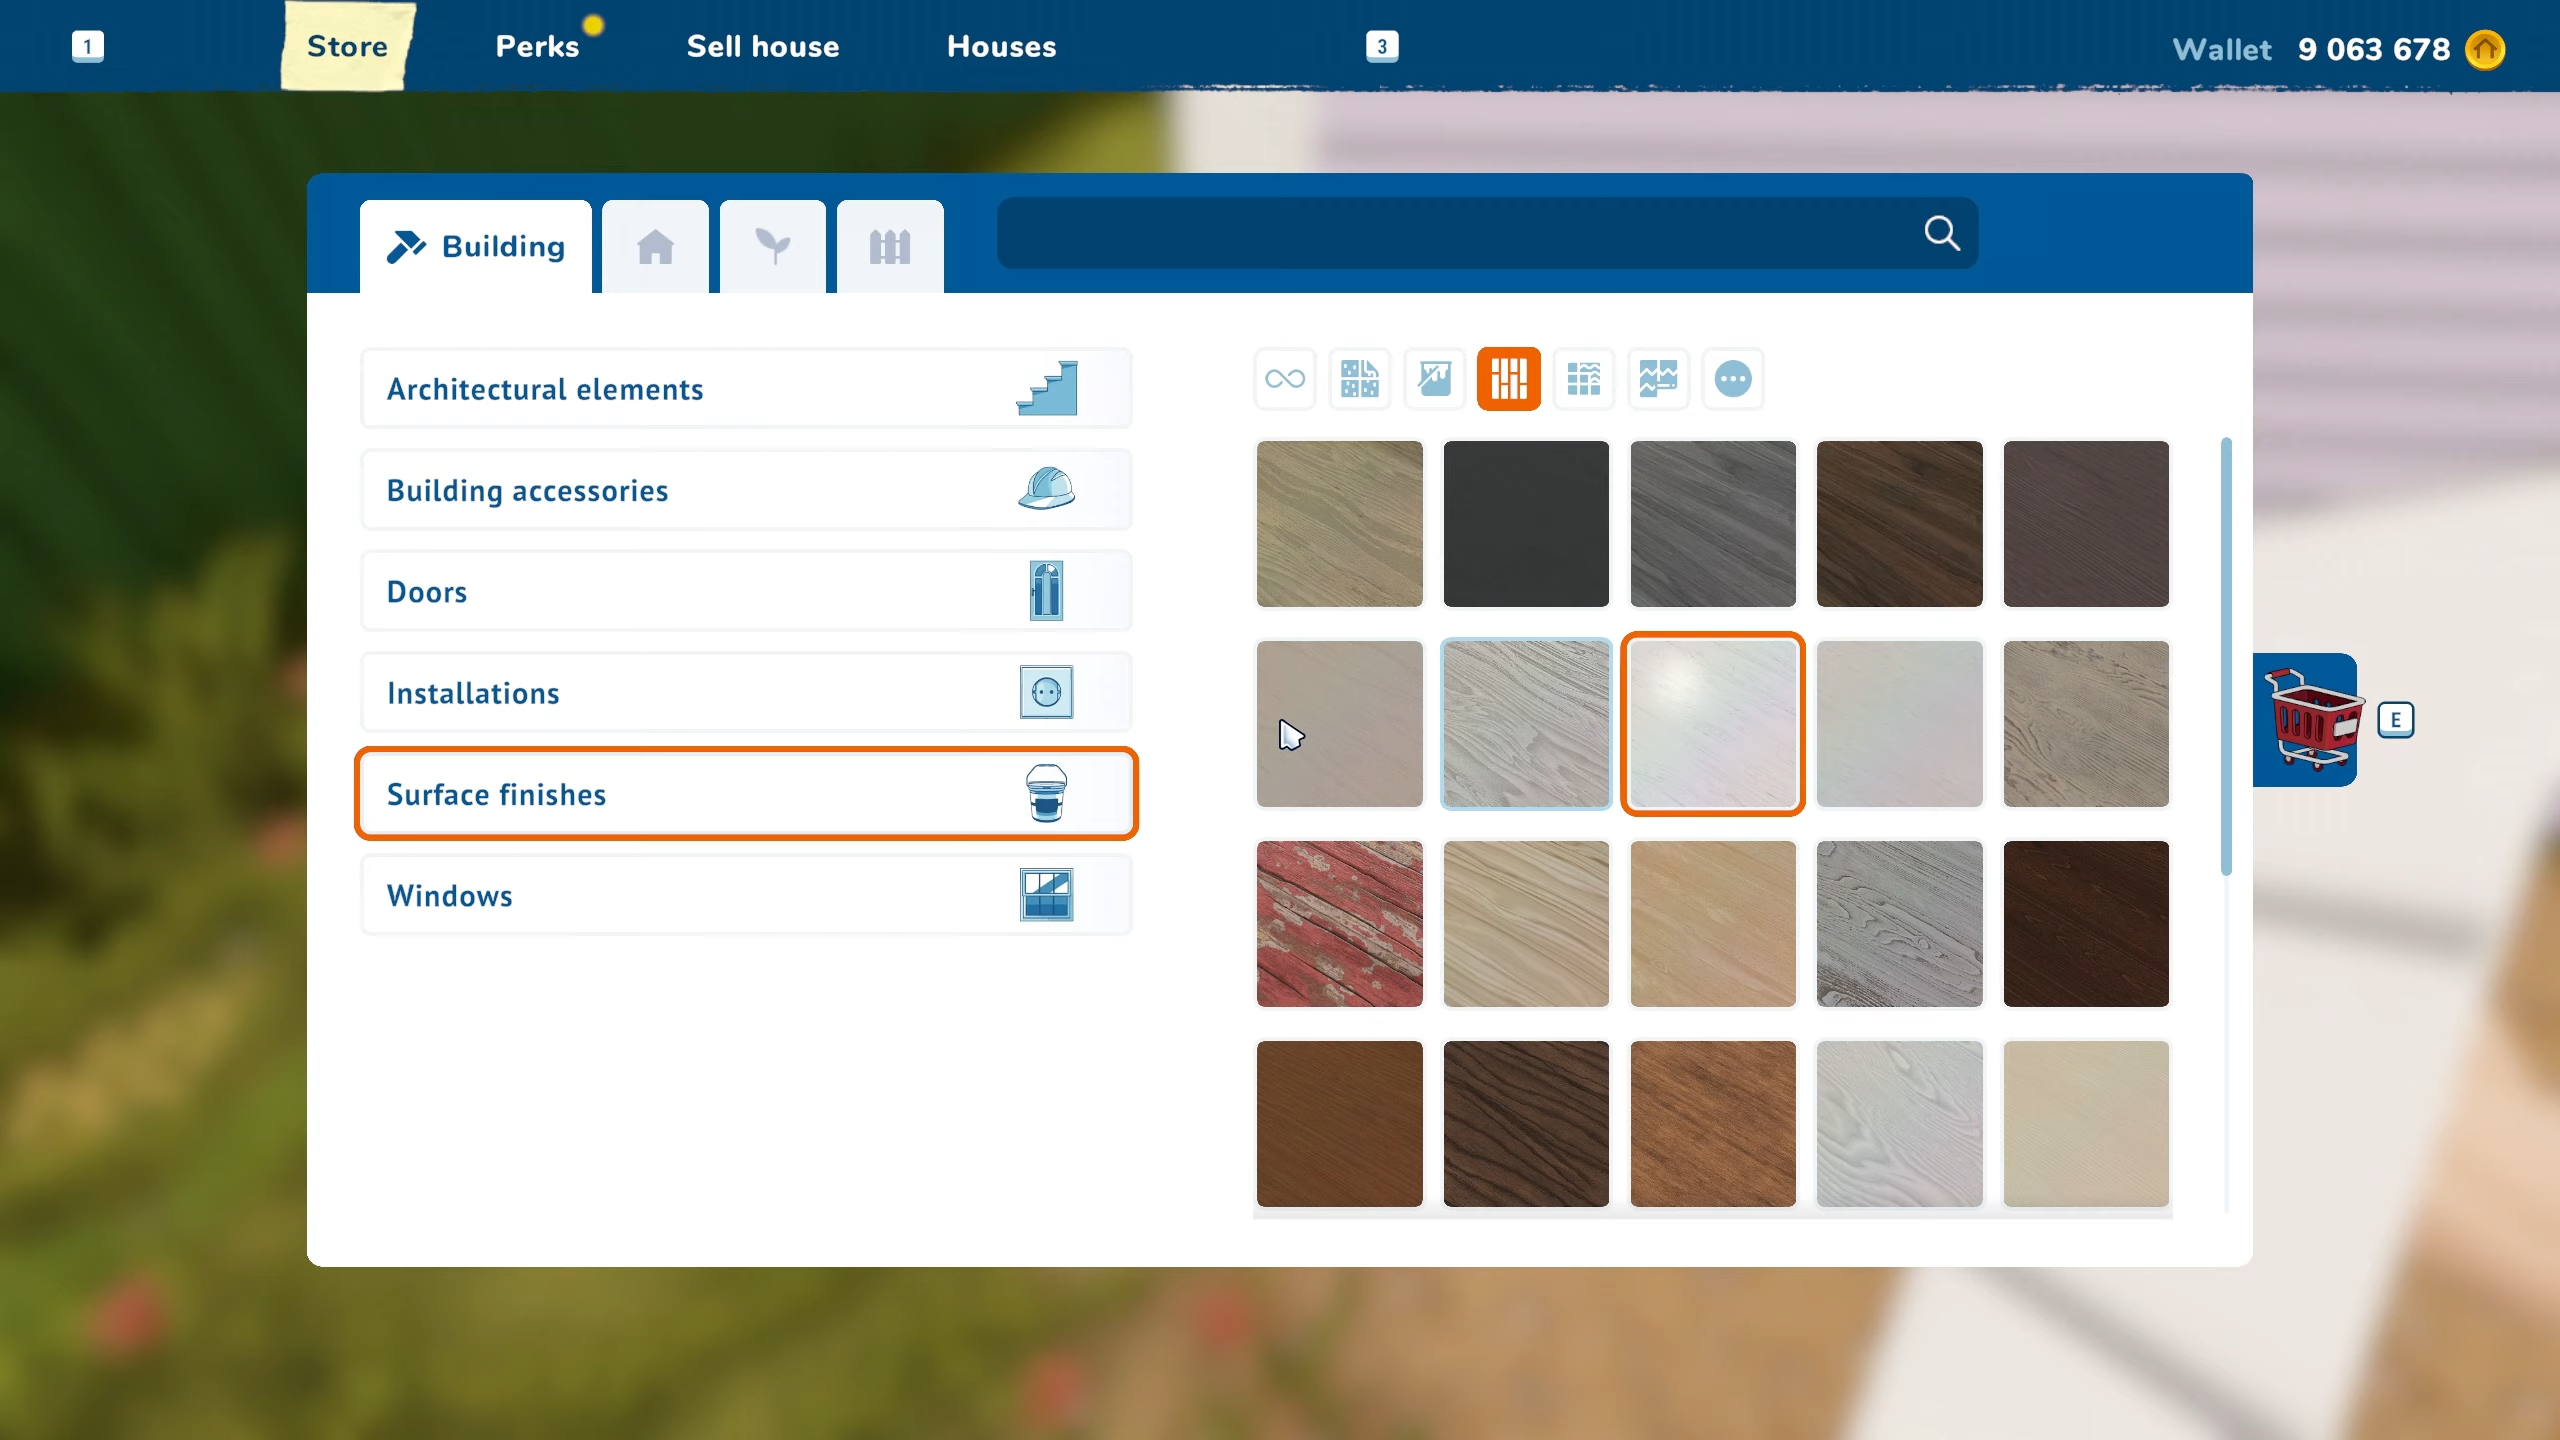 1
Store
Perks
Sell house
Houses
3
Wallet 9 063 678
Building
Architectural elements
Building accessories
Doors
Installations
Surface finishes
Windows
E